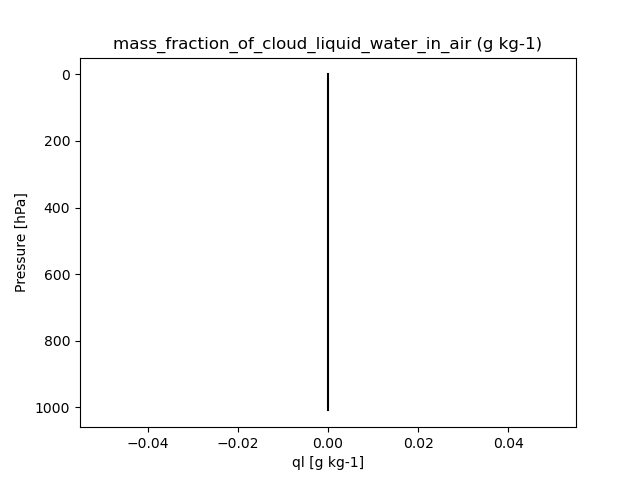 mass_fraction_of_cloud_liquid_water_in_air (g kg-1)
0
200
400
600
800
1000
Pressure [hPa]
−0.04 −0.02 0.00 0.02 0.04
ql [g kg-1]